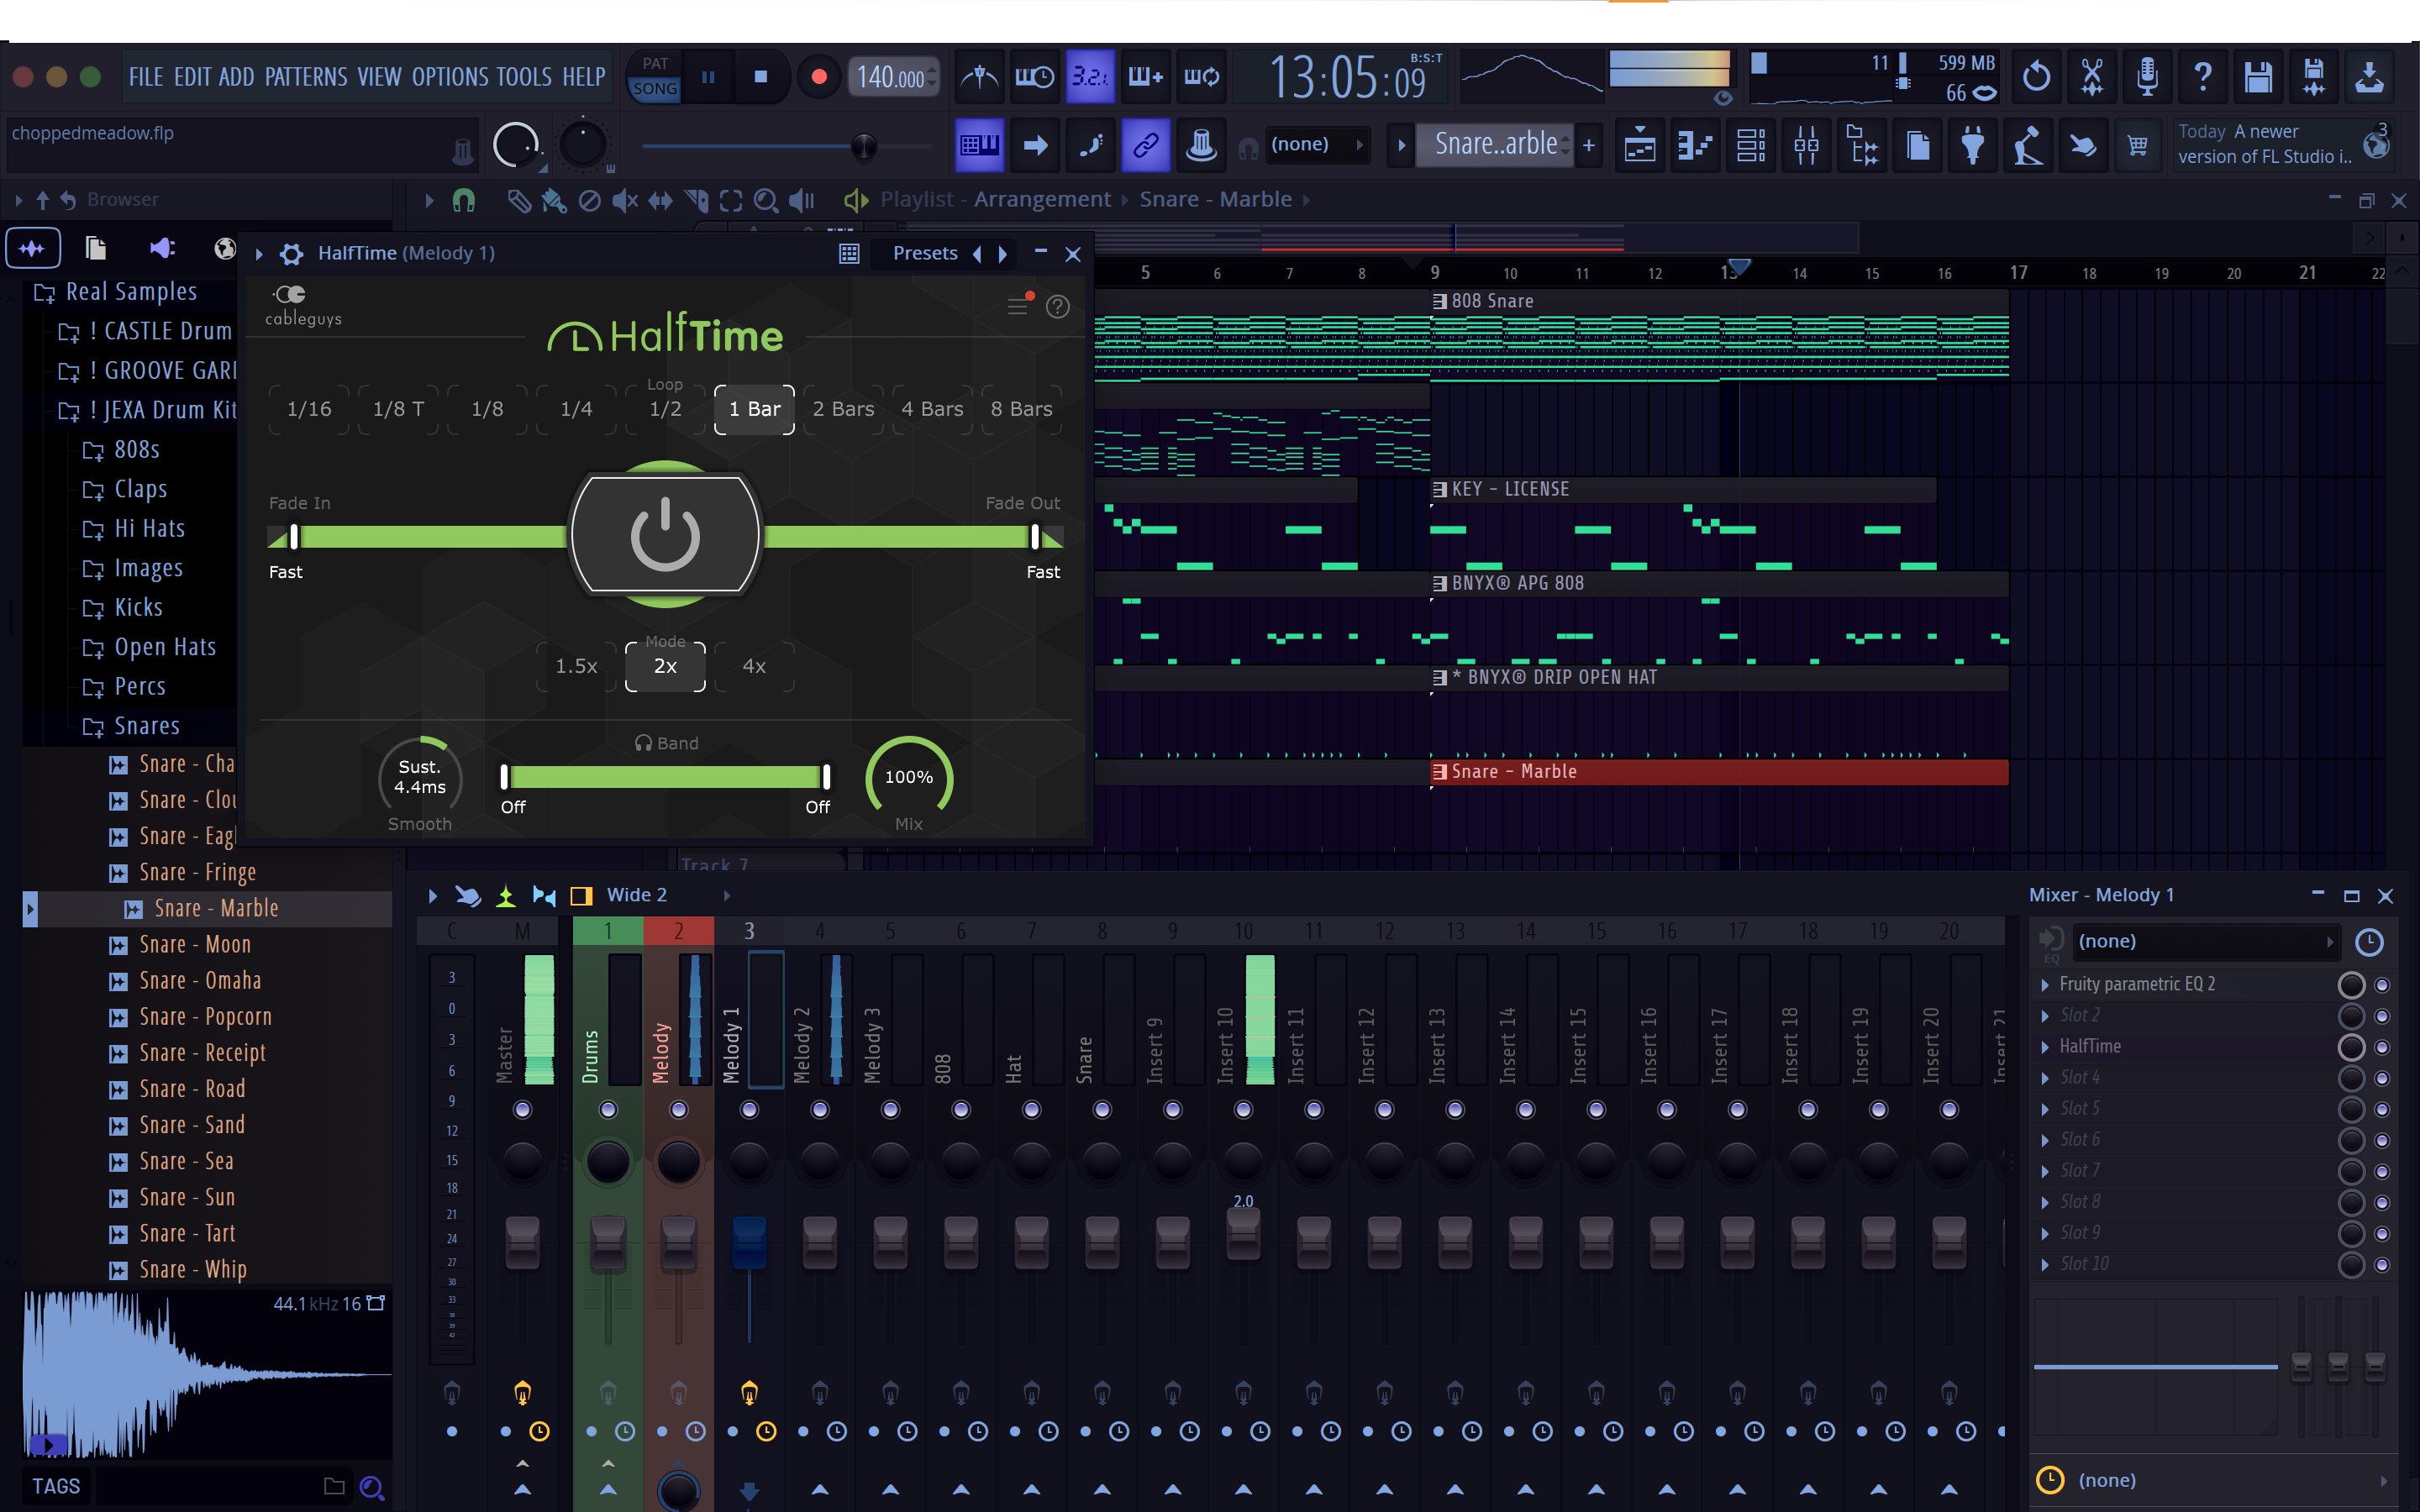 FILE EDIT ADD PATTERNS VIEW OPTIONS TOOLS HELP
PAT
SONG
140.000
3.2.
13:05:09
B:S:T
11
599 MB
66
choppedmeadow.flp
(none)
Snare..arble
+
Today A newer
version of FL Studio i..
3
Browser
Playlist - Arrangement
Snare - Marble
HalfTime (Melody 1)
Presets
5 6 7 8 9 10 11 12 13 14 15 16 17 18 19 20 21 22
Real Samples
! CASTLE Drum
! GROOVE GAR
! JEXA Drum Kit
808s
Claps
Hi Hats
Images
Kicks
Open Hats
Percs
Snares
Snare - Cha
Snare - Clou
Snare - Eag
Snare - Fringe
Snare - Marble
Snare - Moon
Snare - Omaha
Snare - Popcorn
Snare - Receipt
Snare - Road
Snare - Sand
Snare - Sea
Snare - Sun
Snare - Tart
Snare - Whip
44.1kHz 16
TAGS
cableguys
HalfTime
Loop
1/16 1/8 T 1/8 1/4 1/2 1 Bar 2 Bars 4 Bars 8 Bars
Fade In
Fade Out
Fast
Fast
Mode
1.5x 2x 4x
Band
Sust.
4.4ms
Smooth
Off
Off
100%
Mix
808 Snare
KEY - LICENSE
BNYX® APG 808
* BNYX® DRIP OPEN HAT
Snare - Marble
Track 7
Wide 2
C M 1 2 3 4 5 6 7 8 9 10 11 12 13 14 15 16 17 18 19 20
3
0
3
6
9
12
15
18
21
24
27
30
33
Master
Drums
Melody
Melody 1
Melody 2
Melody 3
808
Hat
Snare
Insert 9
Insert 10
Insert 11
Insert 12
Insert 13
Insert 14
Insert 15
Insert 16
Insert 17
Insert 18
Insert 19
Insert 20
2.0
Mixer - Melody 1
(none)
EQ
Fruity parametric EQ 2
Slot 2
HalfTime
Slot 4
Slot 5
Slot 6
Slot 7
Slot 8
Slot 9
Slot 10
(none)